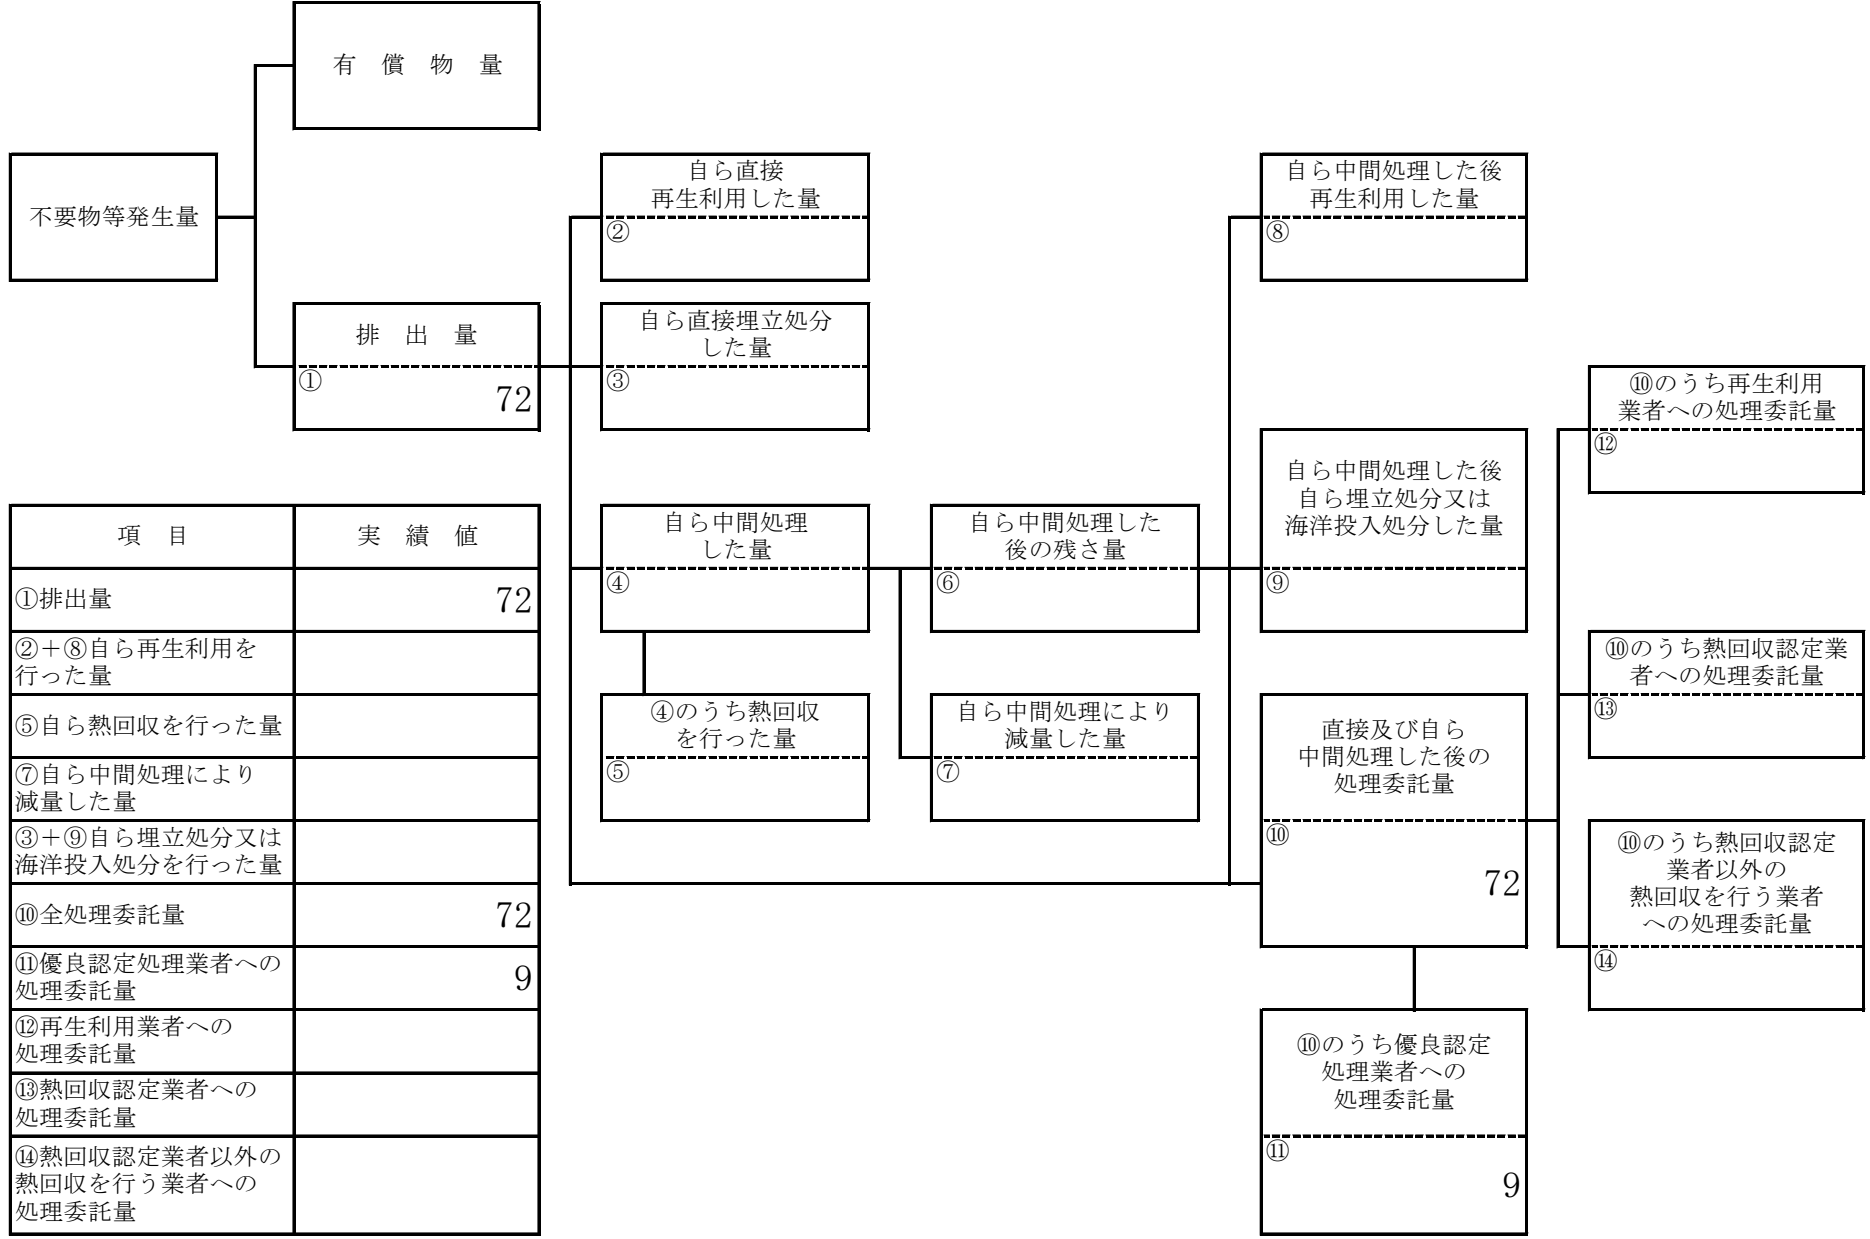 有　償　物　量
不要物等発生量
排　出　量
①
72
自ら直接
再生利用した量
②
自ら直接埋立処分
した量
③
自ら中間処理
した量
④
④のうち熱回収
を行った量
⑤
自ら中間処理した
後の残さ量
⑥
自ら中間処理により
減量した量
⑦
自ら中間処理した後
再生利用した量
⑧
自ら中間処理した後
自ら埋立処分又は
海洋投入処分した量
⑨
直接及び自ら
中間処理した後の
処理委託量
⑩
72
⑩のうち優良認定
処理業者への
処理委託量
⑪
9
⑩のうち再生利用
業者への処理委託量
⑫
⑩のうち熱回収認定業
者への処理委託量
⑬
⑩のうち熱回収認定
業者以外の
熱回収を行う業者
への処理委託量
⑭
項　目　実　績　値
①排出量　72
②＋⑧自ら再生利用を
行った量
⑤自ら熱回収を行った量
⑦自ら中間処理により
減量した量
③＋⑨自ら埋立処分又は
海洋投入処分を行った量
⑩全処理委託量　72
⑪優良認定処理業者への
処理委託量　9
⑫再生利用業者への
処理委託量
⑬熱回収認定業者への
処理委託量
⑭熱回収認定業者以外の
熱回収を行う業者への
処理委託量